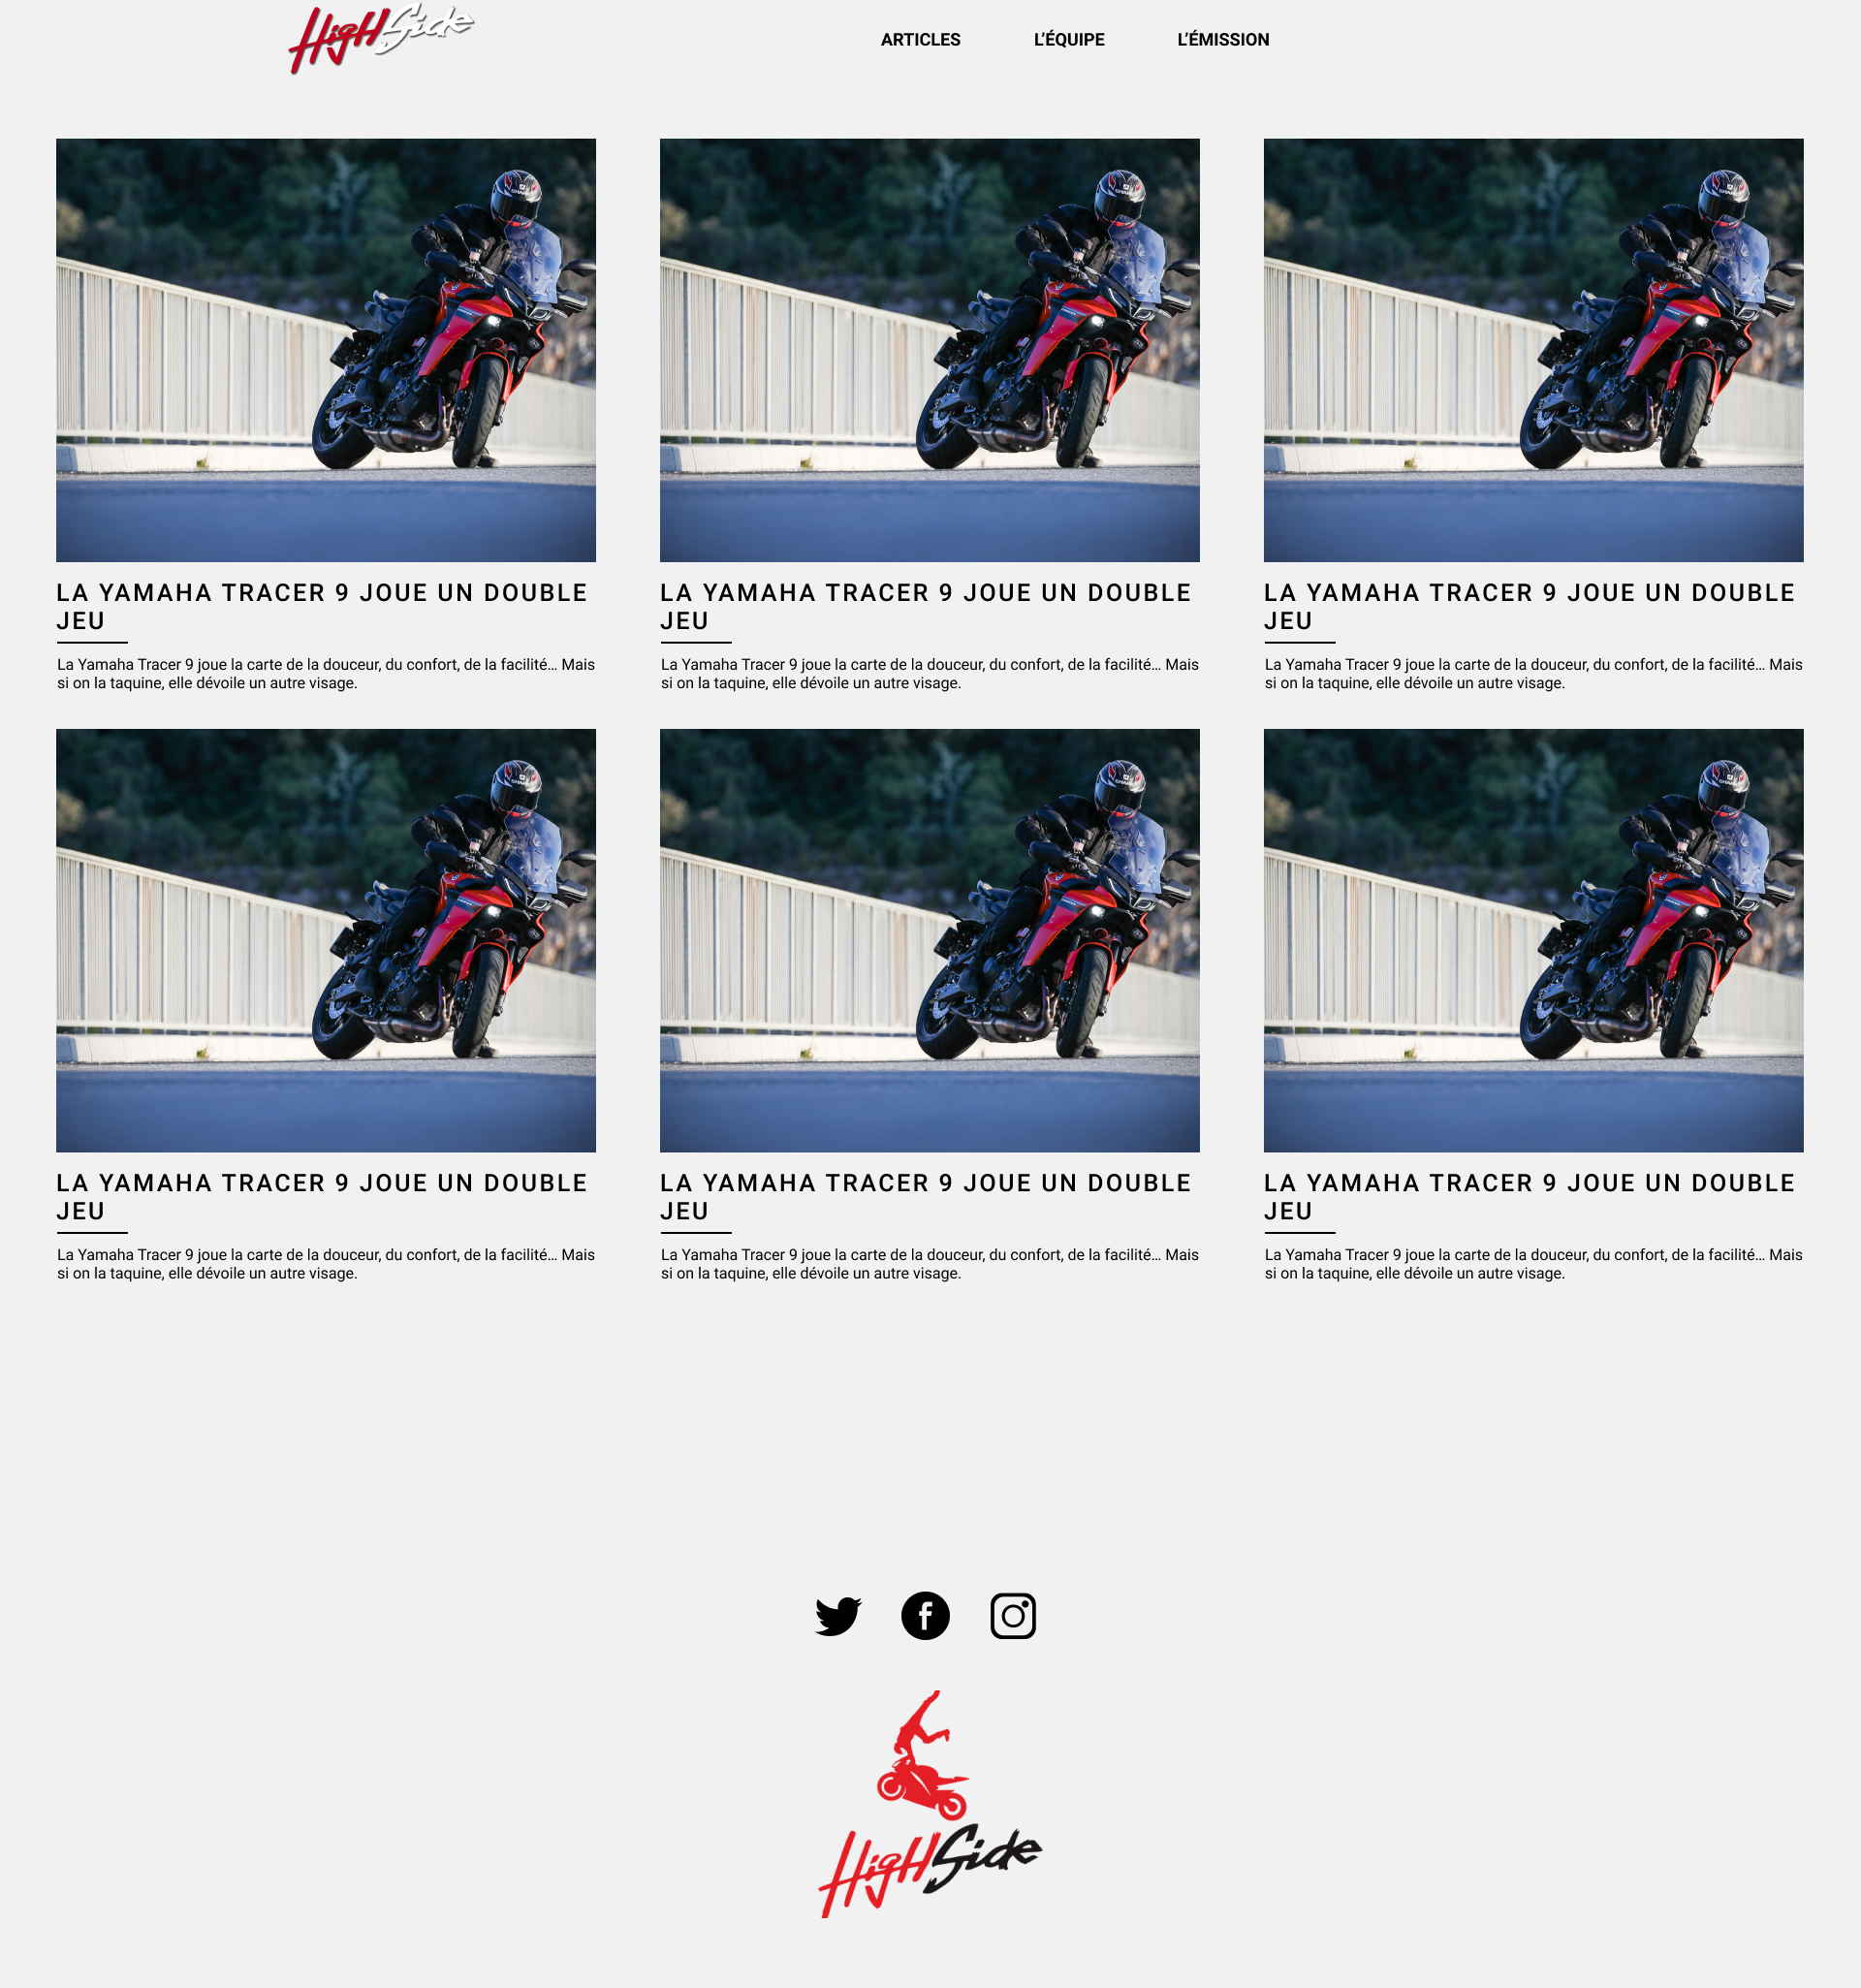 HigH Side
ARTICLES
L’ÉQUIPE
L’ÉMISSION
LA YAMAHA TRACER 9 JOUE UN DOUBLE
JEU
La Yamaha Tracer 9 joue la carte de la douceur, du confort, de la facilité... Mais
si on la taquine, elle dévoile un autre visage.
LA YAMAHA TRACER 9 JOUE UN DOUBLE
JEU
La Yamaha Tracer 9 joue la carte de la douceur, du confort, de la facilité... Mais
si on la taquine, elle dévoile un autre visage.
LA YAMAHA TRACER 9 JOUE UN DOUBLE
JEU
La Yamaha Tracer 9 joue la carte de la douceur, du confort, de la facilité... Mais
si on la taquine, elle dévoile un autre visage.
LA YAMAHA TRACER 9 JOUE UN DOUBLE
JEU
La Yamaha Tracer 9 joue la carte de la douceur, du confort, de la facilité... Mais
si on la taquine, elle dévoile un autre visage.
LA YAMAHA TRACER 9 JOUE UN DOUBLE
JEU
La Yamaha Tracer 9 joue la carte de la douceur, du confort, de la facilité... Mais
si on la taquine, elle dévoile un autre visage.
LA YAMAHA TRACER 9 JOUE UN DOUBLE
JEU
La Yamaha Tracer 9 joue la carte de la douceur, du confort, de la facilité... Mais
si on la taquine, elle dévoile un autre visage.
HigH Side